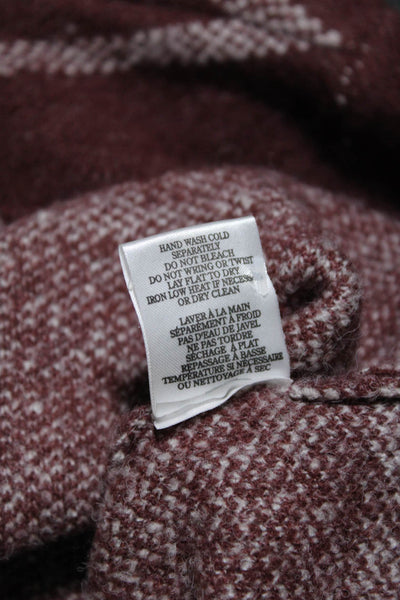 HAND WASH COLD
SEPARATELY
DO NOT BLEACH
DO NOT WRING OR TWIST
LAY FLAT TO DRY
IRON LOW HEAT IF NECESS
OR DRY CLEAN
LAVER À LA MAIN
SÉPARÉMENT À FROID
PAS D'EAU DE JAVEL
NE PAS TORDRE
SÉCHAGE À PLAT
REPASSAGE À BASSE
TEMPÉRATURE SI NÉCESSAIRE
OU NETTOYAGE À SEC